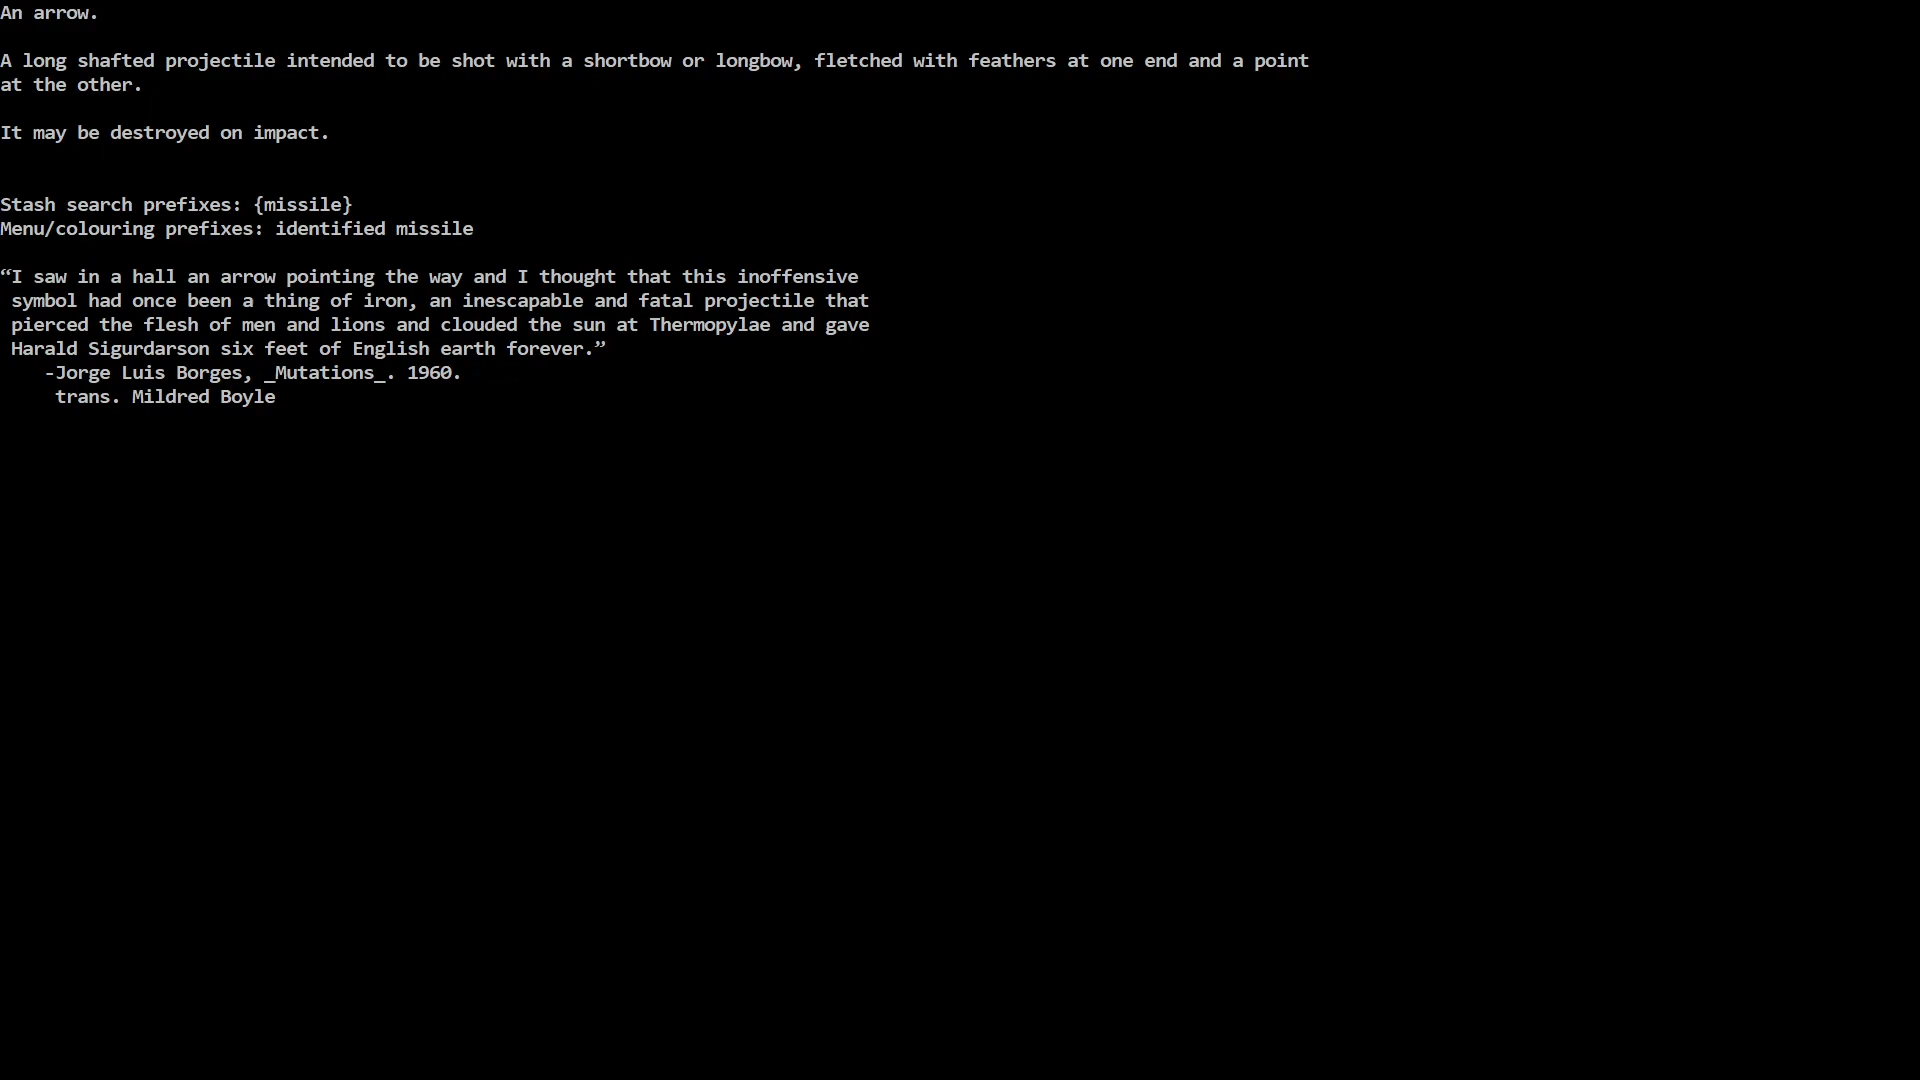 An arrow.
A long shafted projectile intended to be shot with a shortbow or longbow, fletched with feathers at one end and a point
at the other.
It may be destroyed on impact.
Stash search prefixes: {missile}
Menu/colouring prefixes: identified missile
“I saw in a hall an arrow pointing the way and I thought that this inoffensive
symbol had once been a thing of iron, an inescapable and fatal projectile that
pierced the flesh of men and lions and clouded the sun at Thermopylae and gave
Harald Sigurdarson six feet of English earth forever.”
-Jorge Luis Borges, _Mutations_. 1960.
trans. Mildred Boyle